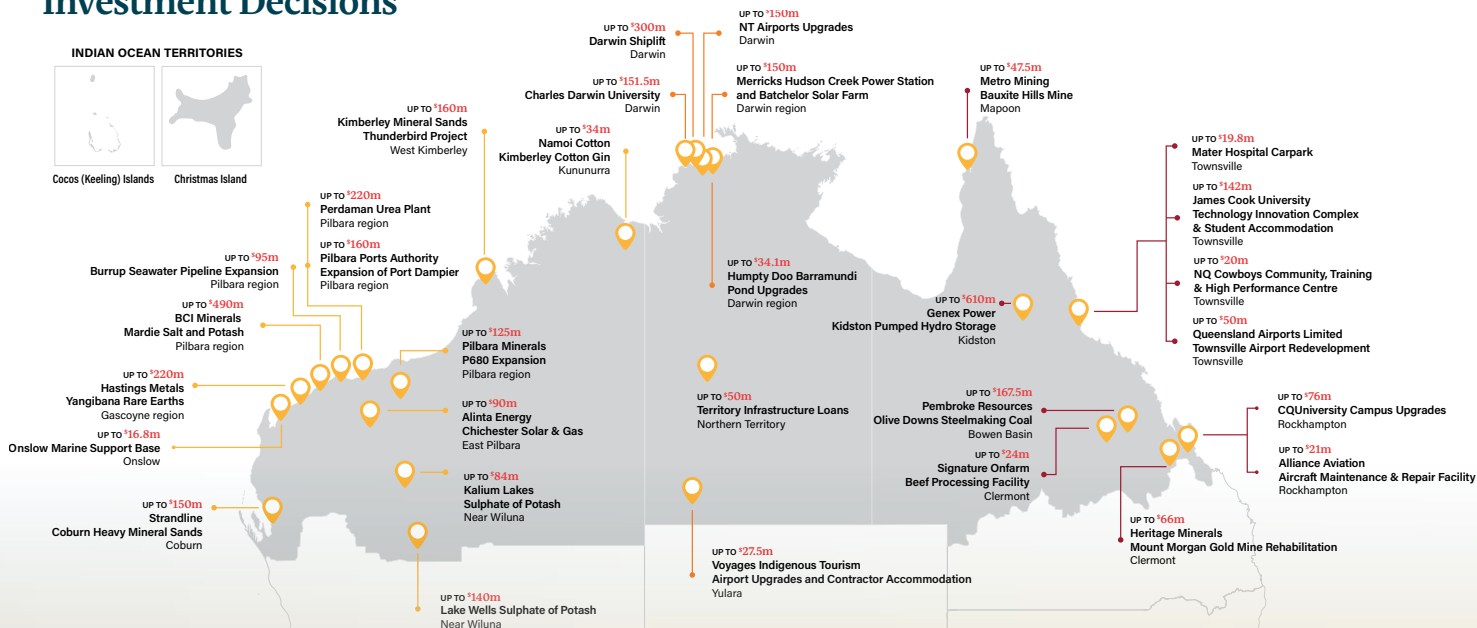 Investment Decisions
INDIAN OCEAN TERRITORIES
Cocos (Keeling) Islands
Christmas Island
UP TO $300m
Darwin Shiplift
Darwin
UP TO $150m
NT Airports Upgrades
Darwin
UP TO $151.5m
Charles Darwin University
Darwin
UP TO $150m
Merricks Hudson Creek Power Station
and Batchelor Solar Farm
Darwin region
UP TO $47.5m
Metro Mining
Bauxite Hills Mine
Mapoon
UP TO $160m
Kimberley Mineral Sands
Thunderbird Project
West Kimberley
UP TO $34m
Namoi Cotton
Kimberley Cotton Gin
Kununurra
UP TO $19.8m
Mater Hospital Carpark
Townsville
UP TO $142m
James Cook University
Technology Innovation Complex
& Student Accommodation
Townsville
UP TO $20m
NQ Cowboys Community, Training
& High Performance Centre
Townsville
UP TO $50m
Queensland Airports Limited
Townsville Airport Redevelopment
Townsville
UP TO $220m
Perdaman Urea Plant
Pilbara region
UP TO $160m
Pilbara Ports Authority
Expansion of Port Dampier
Pilbara region
UP TO $95m
Burrup Seawater Pipeline Expansion
Pilbara region
UP TO $490m
BCI Minerals
Mardie Salt and Potash
Pilbara region
UP TO $34.1m
Humpty Doo Barramundi
Pond Upgrades
Darwin region
UP TO $610m
Genex Power
Kidston Pumped Hydro Storage
Kidston
UP TO $125m
Pilbara Minerals
P680 Expansion
Pilbara region
UP TO $220m
Hastings Metals
Yangibana Rare Earths
Gascoyne region
UP TO $90m
Alinta Energy
Chichester Solar & Gas
East Pilbara
UP TO $50m
Territory Infrastructure Loans
Northern Territory
UP TO $167.5m
Pembroke Resources
Olive Downs Steelmaking Coal
Bowen Basin
UP TO $76m
CQUniversity Campus Upgrades
Rockhampton
UP TO $16.8m
Onslow Marine Support Base
Onslow
UP TO $24m
Signature Onfarm
Beef Processing Facility
Clermont
UP TO $21m
Alliance Aviation
Aircraft Maintenance & Repair Facility
Rockhampton
UP TO $84m
Kalium Lakes
Sulphate of Potash
Near Wiluna
UP TO $150m
Strandline
Coburn Heavy Mineral Sands
Coburn
UP TO $66m
Heritage Minerals
Mount Morgan Gold Mine Rehabilitation
Clermont
UP TO $27.5m
Voyages Indigenous Tourism
Airport Upgrades and Contractor Accommodation
Yulara
UP TO $140m
Lake Wells Sulphate of Potash
Near Wiluna